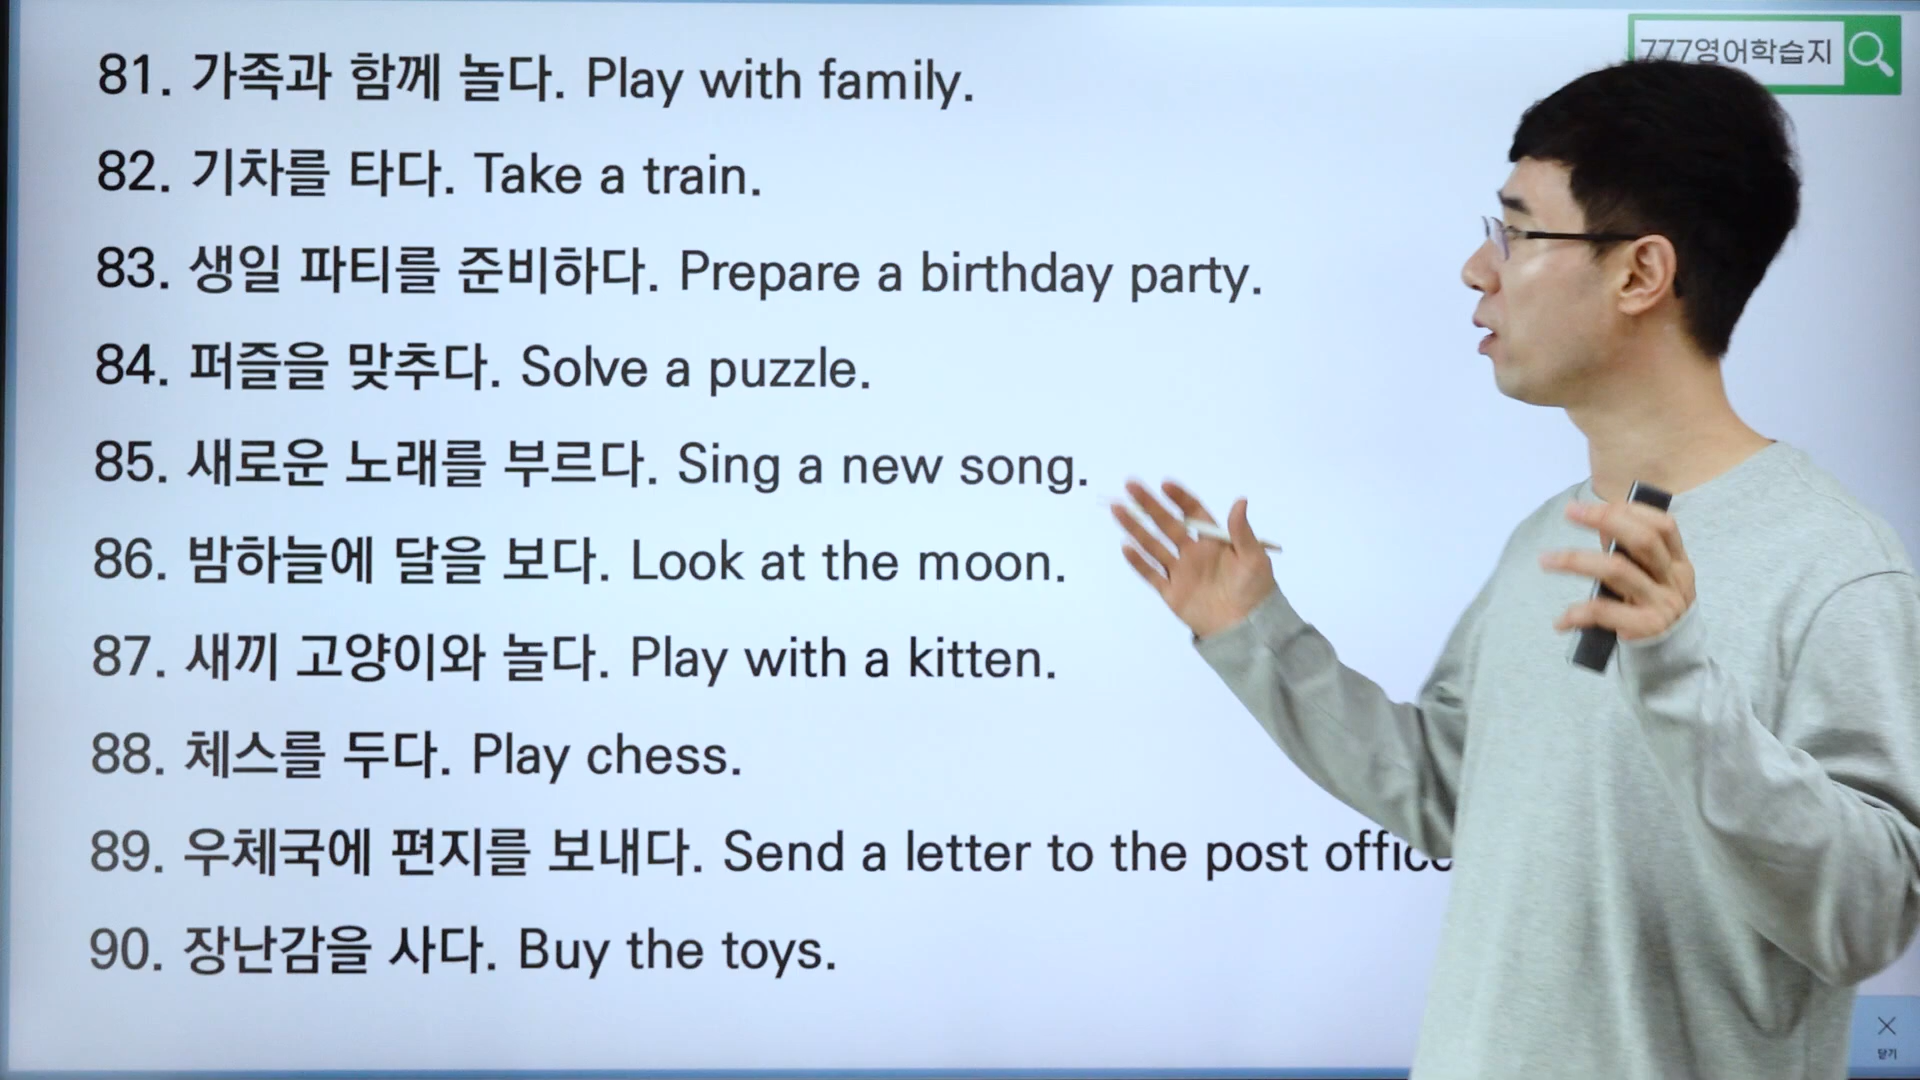 777영어학습지
81. 가족과 함께 놀다. Play with family.
82. 기차를 타다. Take a train.
83. 생일 파티를 준비하다. Prepare a birthday party.
84. 퍼즐을 맞추다. Solve a puzzle.
85. 새로운 노래를 부르다. Sing a new song.
86. 밤하늘에 달을 보다. Look at the moon.
87. 새끼 고양이와 놀다. Play with a kitten.
88. 체스를 두다. Play chess.
89. 우체국에 편지를 보내다. Send a letter to the post office
90. 장난감을 사다. Buy the toys.
닫기